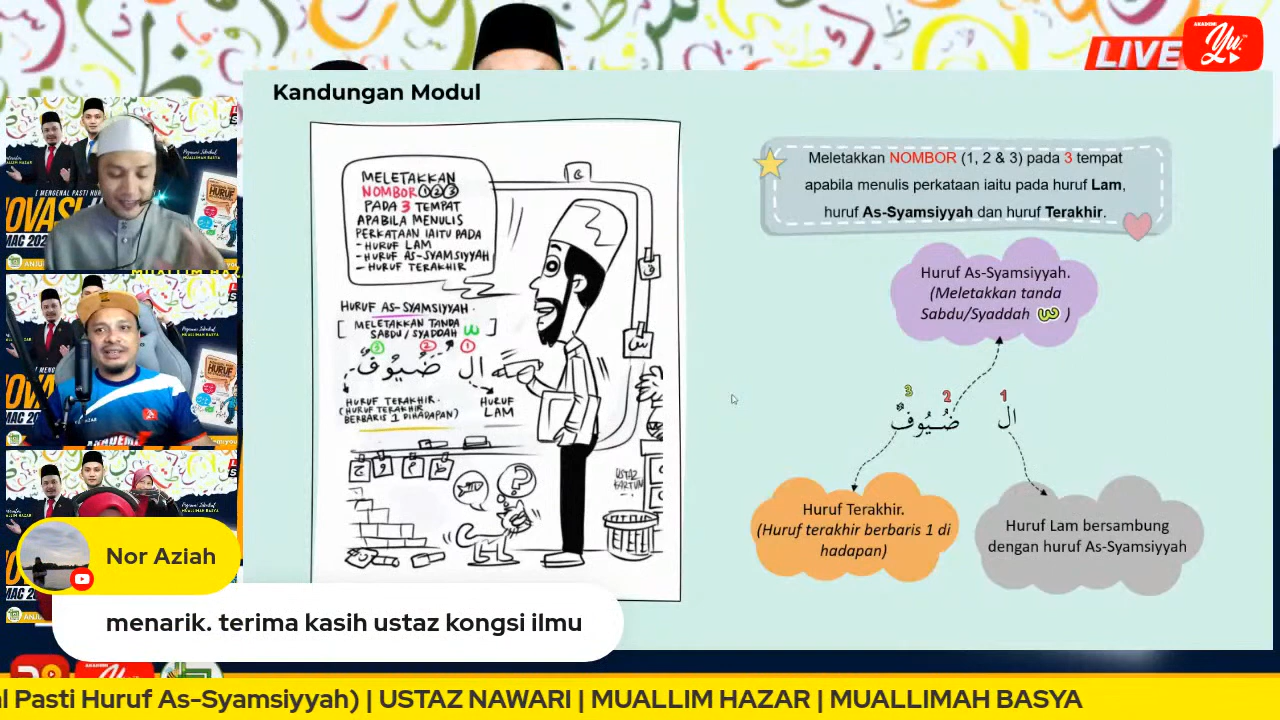 LIVE
AKADEMI
Yu
Kandungan Modul
MELETAKKAN
NOMBOR 1 2 3
PADA 3 TEMPAT
APABILA MENULIS
PERKATAAN IAITU PADA
- HURUF LAM
- HURUF AS-SYAMSIYYAH
- HURUF TERAKHIR
HURUF AS-SYAMSIYYAH.
[ MELETAKKAN TANDA
SABDU/SYADDAH ّ ]
3 2 1
ال ضُيُوفٌ
HURUF TERAKHIR.
(HURUF TERAKHIR
BERBARIS 1 DIHADAPAN)
HURUF
LAM
USTAZ
?
Meletakkan NOMBOR (1, 2 & 3) pada 3 tempat
apabila menulis perkataan iaitu pada huruf Lam,
huruf As-Syamsiyyah dan huruf Terakhir.
Huruf As-Syamsiyyah.
(Meletakkan tanda
Sabdu/Syaddah ّ )
3 2 1
ال ضُيُوفٌ
Huruf Terakhir.
(Huruf terakhir berbaris 1 di
hadapan)
Huruf Lam bersambung
dengan huruf As-Syamsiyyah
Nor Aziah
menarik. terima kasih ustaz kongsi ilmu
l Pasti Huruf As-Syamsiyyah) | USTAZ NAWARI | MUALLIM HAZAR | MUALLIMAH BASYA